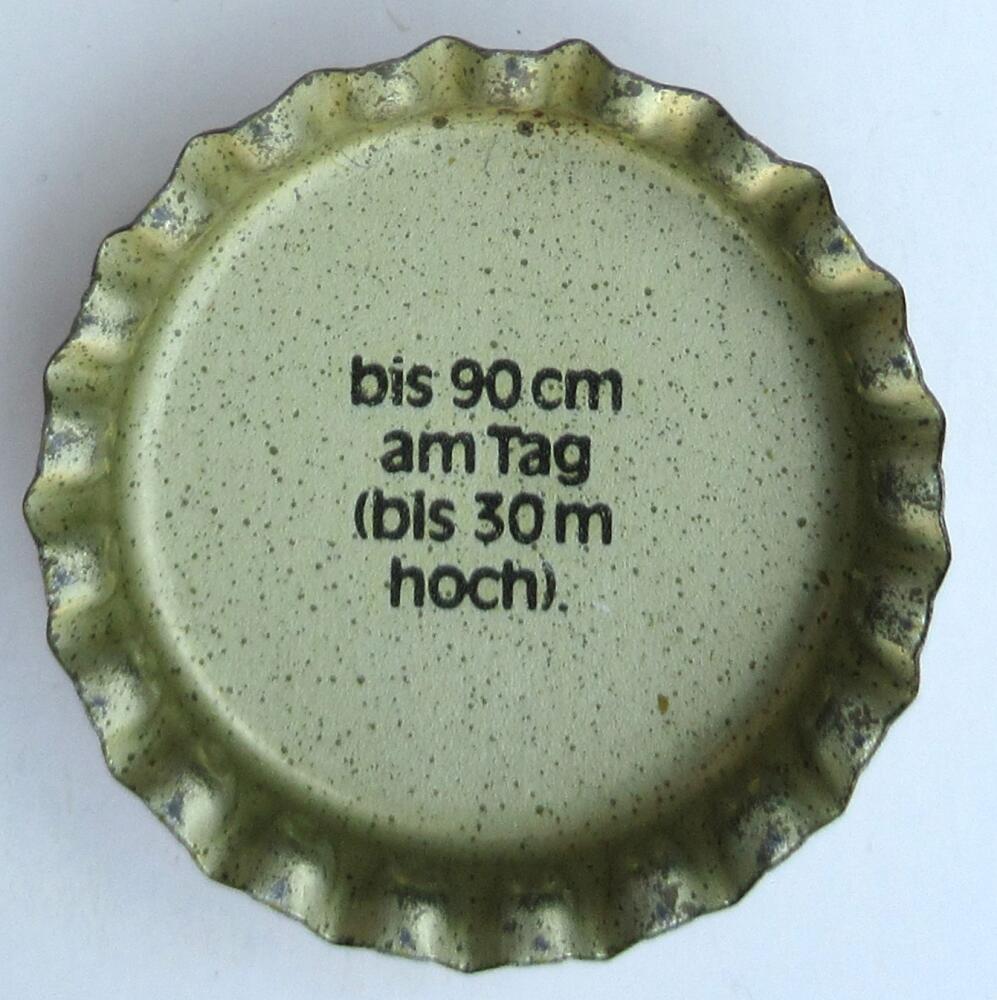 bis 90 cm
am Tag
(bis 30 m
hoch).